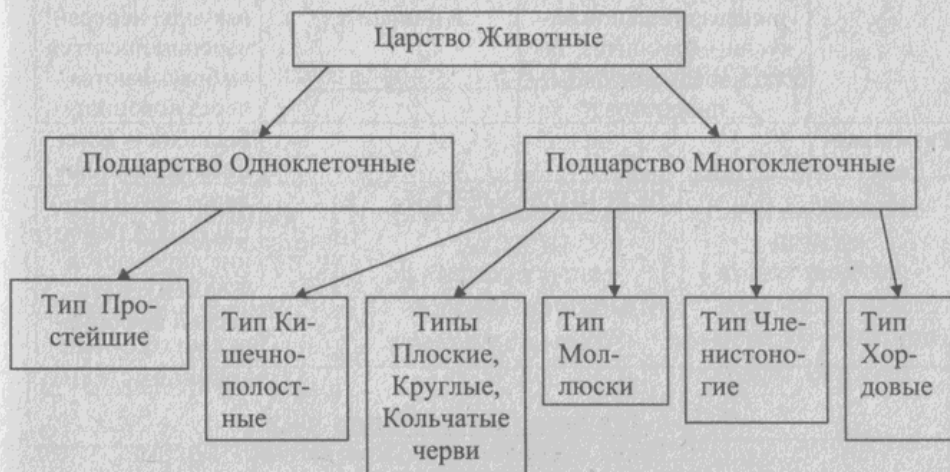 Царство Животные
Подцарство Одноклеточные
Подцарство Многоклеточные
Тип Про-
стейшие
Тип Ки-
шечно-
полост-
ные
Типы
Плоские,
Круглые,
Кольчатые
черви
Тип
Мол-
люски
Тип Чле-
нистоно-
гие
Тип
Хор-
довые